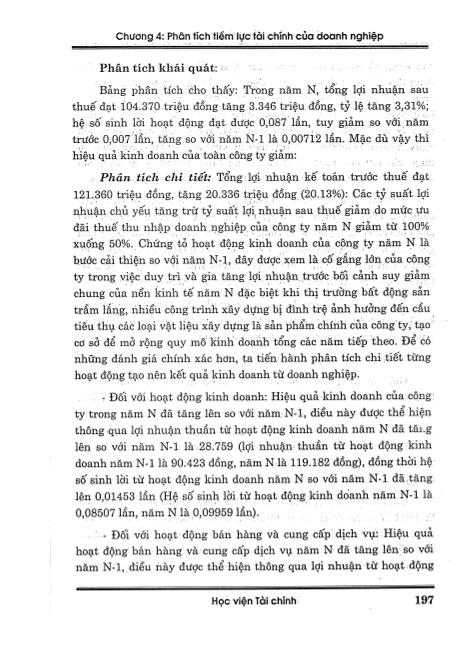 Chương 4: Phân tích tiềm lực tài chính của doanh nghiệp
Phân tích khái quát:
Bảng phân tích cho thấy: Trong năm N, tổng lợi nhuận sau
thuế đạt 104.370 triệu đồng tăng 3.346 triệu đồng, tỷ lệ tăng 3,31%;
hệ số sinh lời hoạt động đạt được 0,087 lần, tuy giảm so với năm
trước 0,007 lần, tăng so với năm N-1 là 0,00712 lần. Mặc dù vậy thì
hiệu quả kinh doanh của toàn công ty giảm:
Phân tích chi tiết: Tổng lợi nhuận kế toán trước thuế đạt
121.360 triệu đồng, tăng 20.336 triệu đồng (20.13%): Các tỷ suất lợi
nhuận chủ yếu tăng trừ tỷ suất lợi nhuận sau thuế giảm do mức ưu
đãi thuế thu nhập doanh nghiệp của công ty năm N giảm từ 100%
xuống 50%. Chứng tỏ hoạt động kinh doanh của công ty năm N là
bước cải thiện so với năm N-1, đây được xem là cố gắng lớn của công
ty trong việc duy trì và gia tăng lợi nhuận trước bối cảnh suy giảm
chung của nền kinh tế năm N đặc biệt khi thị trường bất động sản
trầm lắng, nhiều công trình xây dựng bị đình trệ ảnh hưởng đến cầu
tiêu thụ các loại vật liệu xây dựng là sản phẩm chính của công ty, tạo
cơ sở để mở rộng quy mô kinh doanh tổng các năm tiếp theo. Để có
những đánh giá chính xác hơn, ta tiến hành phân tích chi tiết từng
hoạt động tạo nên kết quả kinh doanh từ doanh nghiệp.
- Đối với hoạt động kinh doanh: Hiệu quả kinh doanh của công
ty trong năm N đã tăng lên so với năm N-1, điều này được thể hiện
thông qua lợi nhuận thuần từ hoạt động kinh doanh năm N đã tăng
lên so với năm N-1 là 28.759 (lợi nhuận thuần từ hoạt động kinh
doanh năm N-1 là 90.423 đồng, năm N là 119.182 đồng), đồng thời hệ
số sinh lời từ hoạt động kinh doanh năm N so với năm N-1 đã tăng
lên 0,01453 lần (Hệ số sinh lời từ hoạt động kinh doanh năm N-1 là
0,08507 lần, năm N là 0,09959 lần).
- Đối với hoạt động bán hàng và cung cấp dịch vụ: Hiệu quả
hoạt động bán hàng và cung cấp dịch vụ năm N đã tăng lên so với
năm N-1, điều này được thể hiện thông qua lợi nhuận từ hoạt động
Học viện Tài chính
197